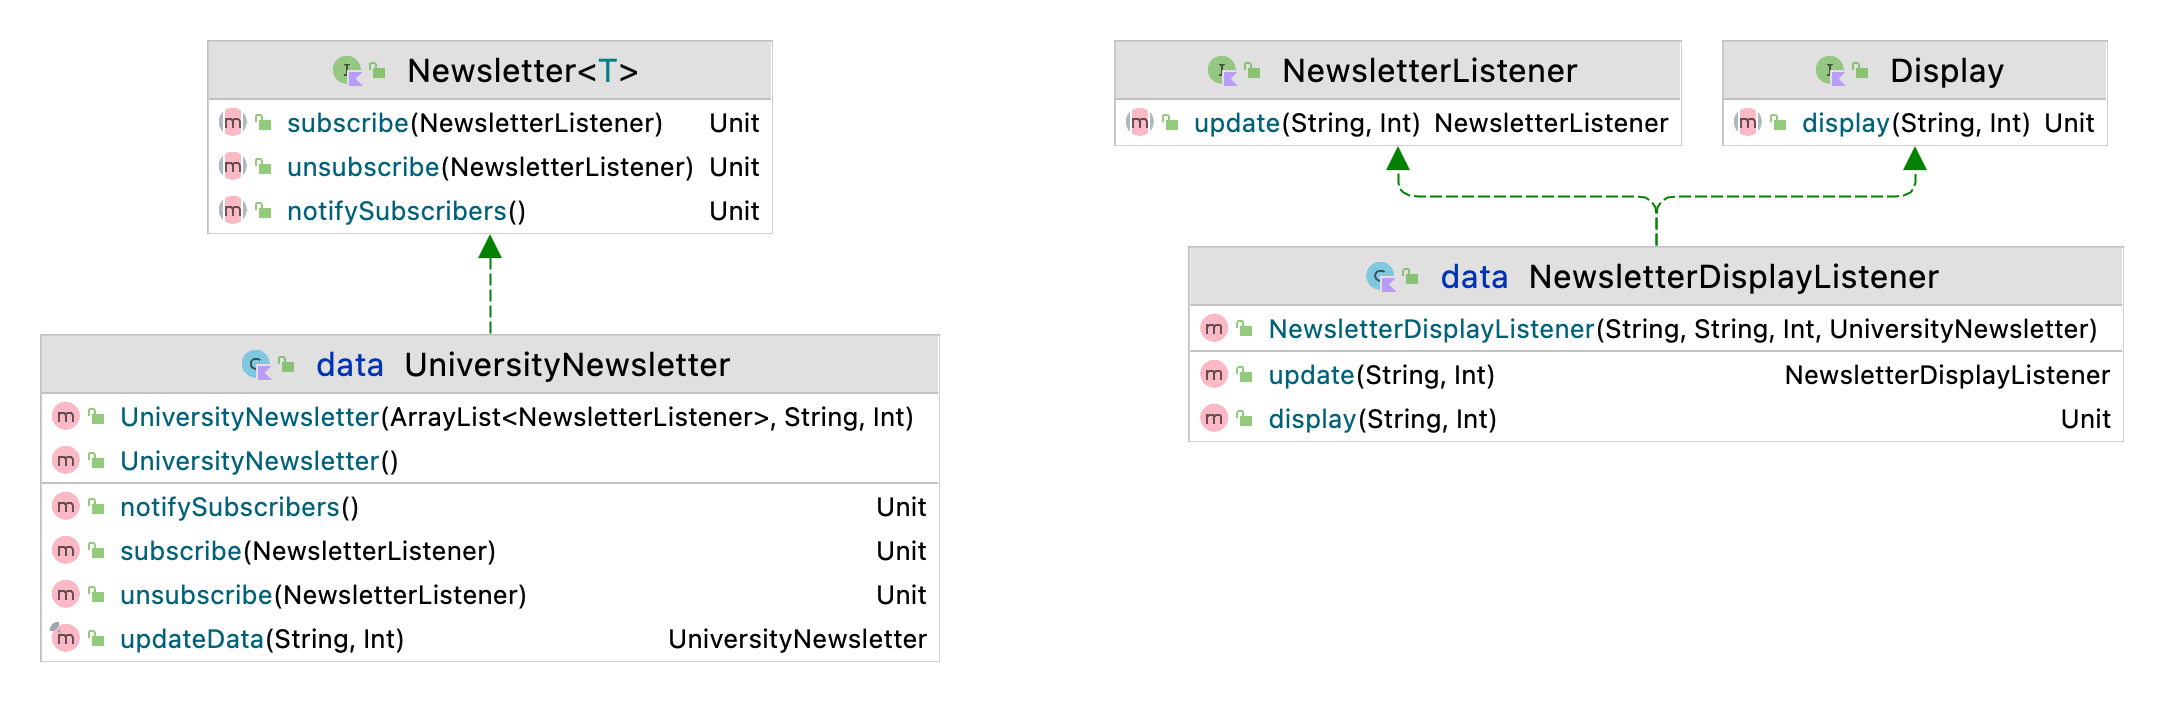 Newsletter<T>
subscribe(NewsletterListener) Unit
unsubscribe(NewsletterListener) Unit
notifySubscribers() Unit
data UniversityNewsletter
UniversityNewsletter(ArrayList<NewsletterListener>, String, Int)
UniversityNewsletter()
notifySubscribers() Unit
subscribe(NewsletterListener) Unit
unsubscribe(NewsletterListener) Unit
updateData(String, Int) UniversityNewsletter
NewsletterListener
update(String, Int) NewsletterListener
Display
display(String, Int) Unit
data NewsletterDisplayListener
NewsletterDisplayListener(String, String, Int, UniversityNewsletter)
update(String, Int) NewsletterDisplayListener
display(String, Int) Unit